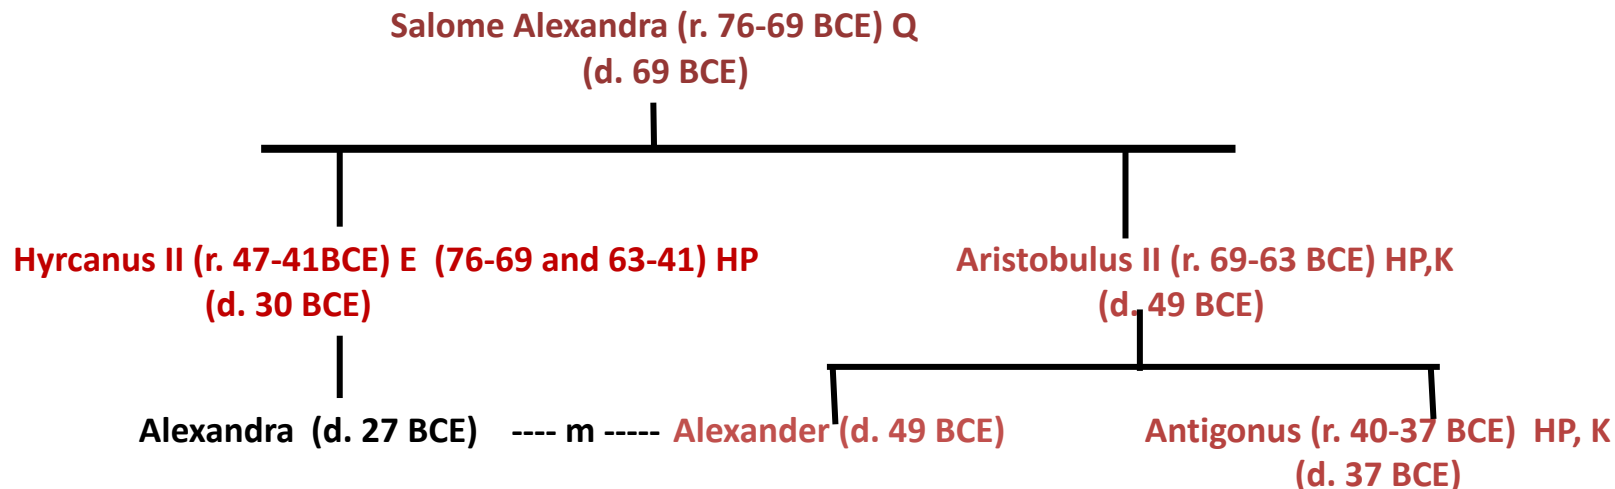 Salome Alexandra (r. 76-69 BCE) Q
(d. 69 BCE)
Hyrcanus II (r. 47-41BCE) E (76-69 and 63-41) HP
(d. 30 BCE)
Aristobulus II (r. 69-63 BCE) HP,K
(d. 49 BCE)
Alexandra (d. 27 BCE) ---- m ----- Alexander (d. 49 BCE)
Antigonus (r. 40-37 BCE) HP, K
(d. 37 BCE)